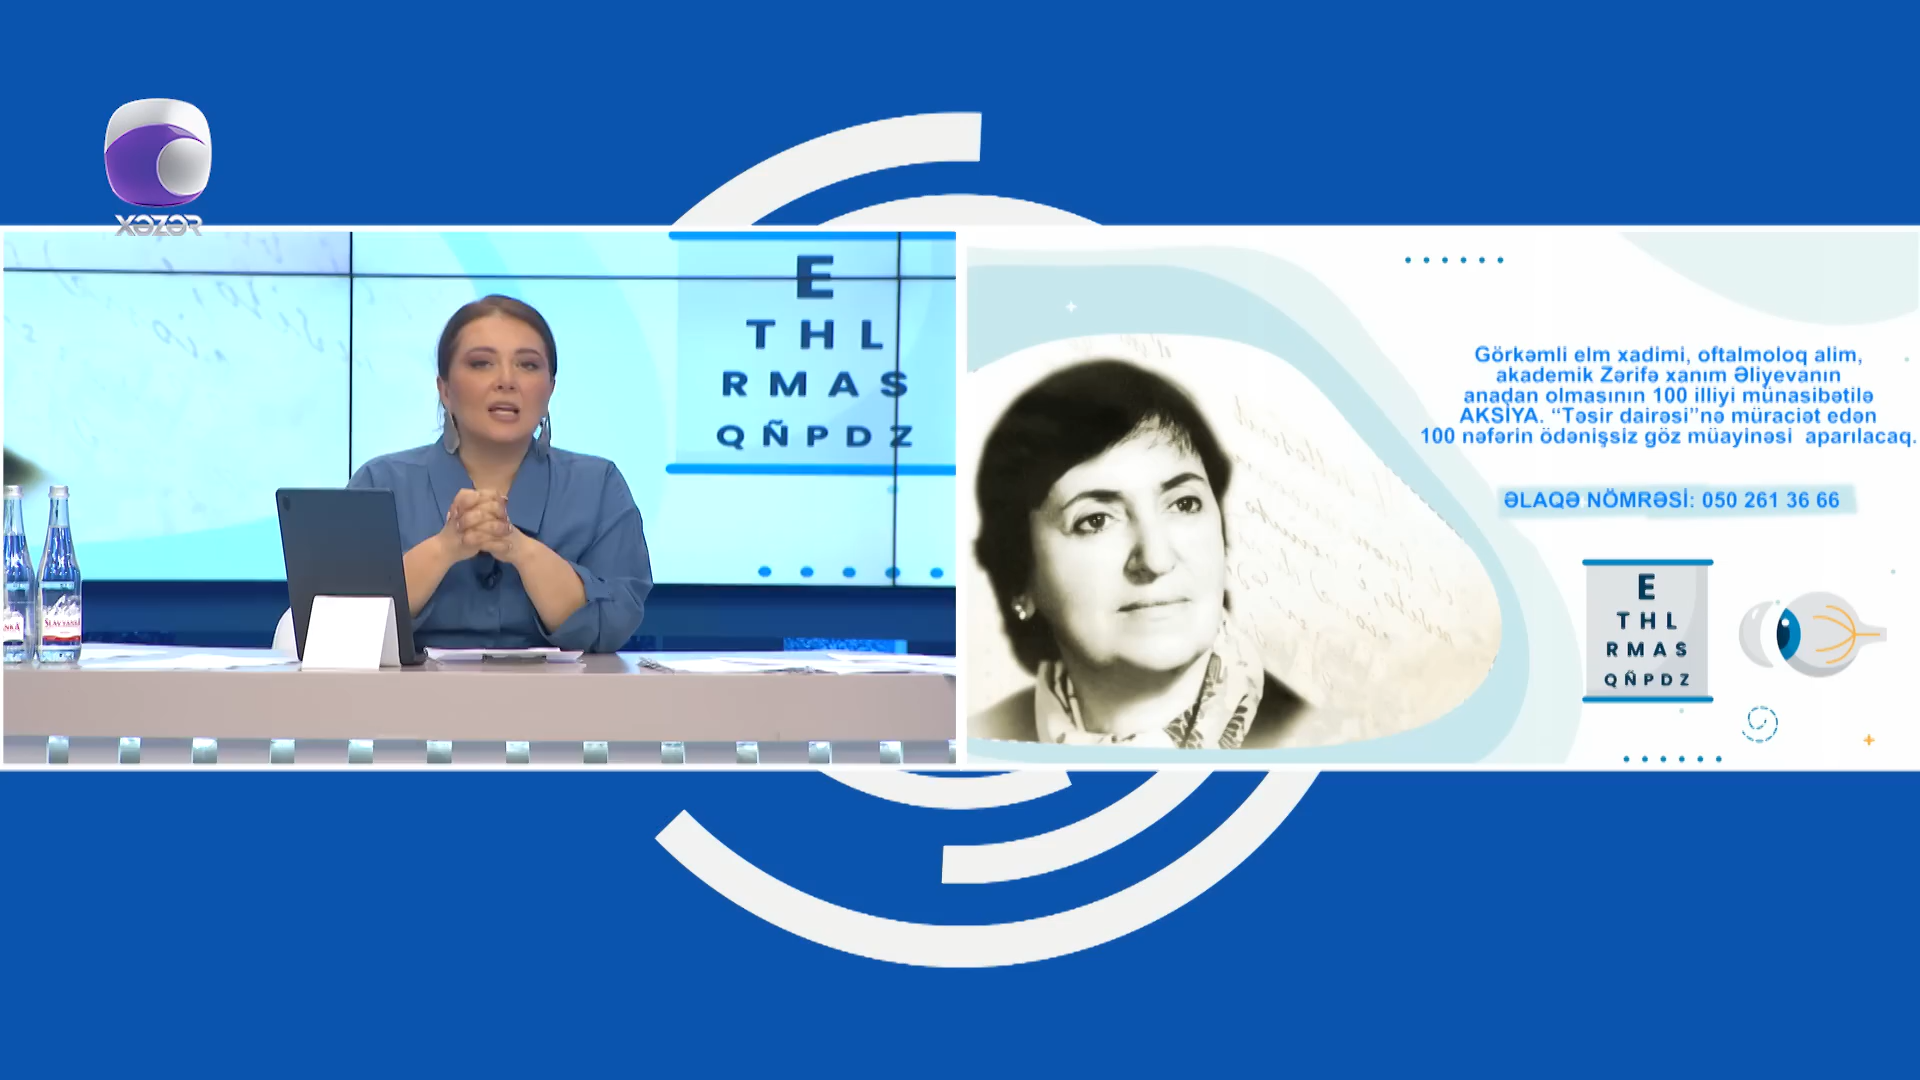 XƏZƏR
E
T H L
R M A S
Q Ñ P D Z
SLAVYANKA
Görkəmli elm xadimi, oftalmoloq alim,
akademik Zərifə xanım Əliyevanın
anadan olmasının 100 illiyi münasibətilə
AKSİYA. “Təsir dairəsi”nə müraciət edən
100 nəfərin ödənişsiz göz müayinəsi aparılacaq.
ƏLAQƏ NÖMRƏSİ: 050 261 36 66
E
T H L
R M A S
Q Ñ P D Z